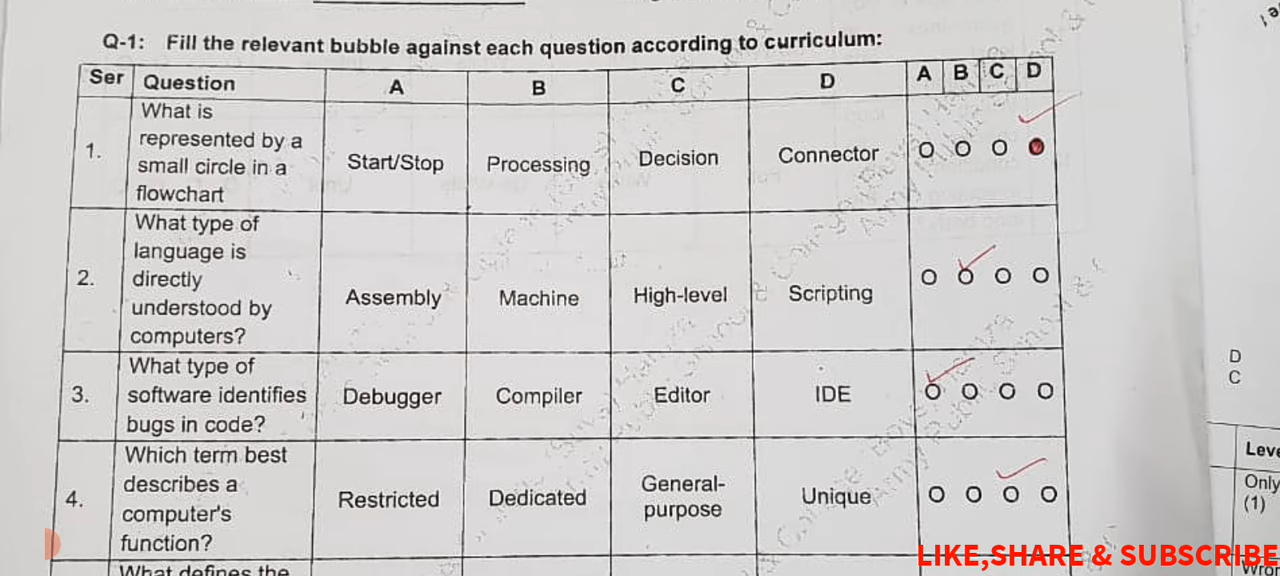 Q-1: Fill the relevant bubble against each question according to curriculum:
Ser Question A B C D A B C D
1. What is represented by a small circle in a flowchart Start/Stop Processing Decision Connector O O O
2. What type of language is directly understood by computers? Assembly Machine High-level Scripting O O O O
3. What type of software identifies bugs in code? Debugger Compiler Editor IDE O O O O
4. Which term best describes a computer's function? Restricted Dedicated General-purpose Unique O O O O
What defines the
D
C
Only
(1)
LIKE,SHARE & SUBSCRIBE